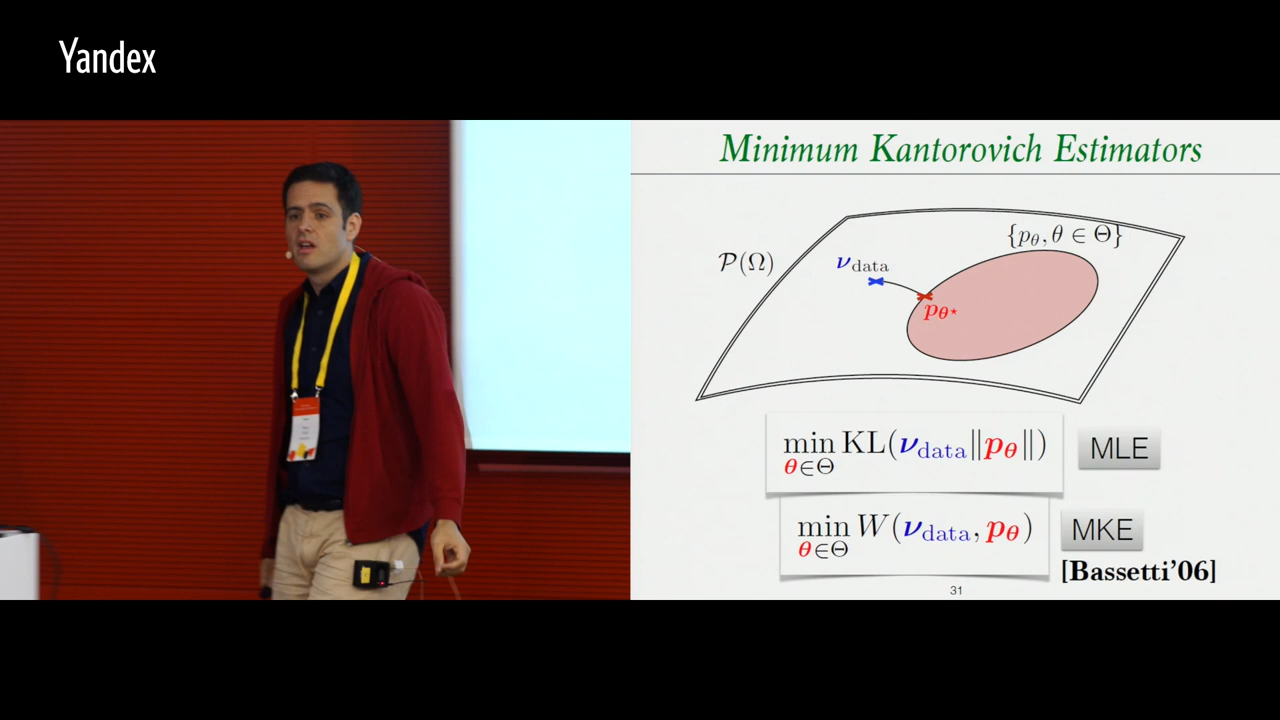 Yandex
Minimum Kantorovich Estimators
{p_θ, θ ∈ Θ}
𝒫(Ω)
ν_data
p_θ⋆
min_{θ∈Θ} KL(ν_data‖p_θ‖)
MLE
min_{θ∈Θ} W(ν_data, p_θ)
MKE
[Bassetti'06]
31